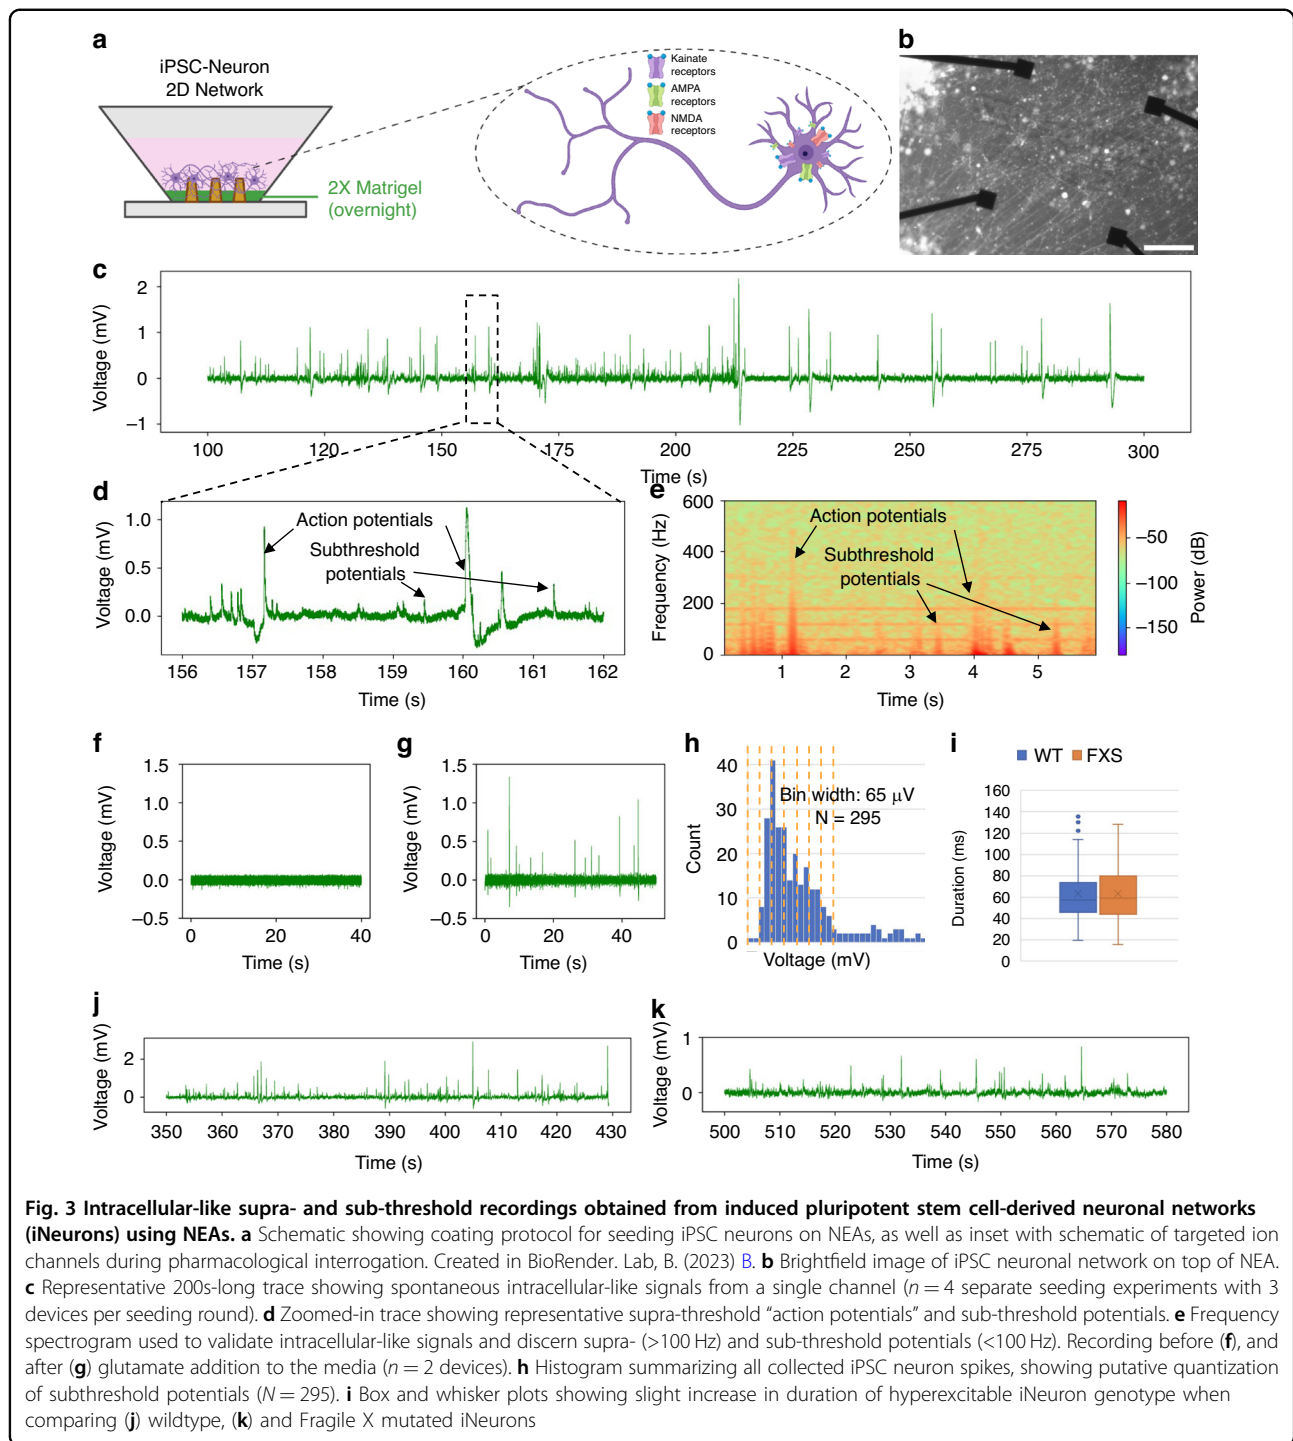 a
iPSC-Neuron
2D Network
2X Matrigel
(overnight)
Kainate
receptors
AMPA
receptors
NMDA
receptors
b
c
Voltage (mV)
2
1
0
−1
100
125
150
175
200
225
250
275
300
Time (s)
d
Voltage (mV)
1.0
0.5
0.0
Action potentials
Subthreshold
potentials
156
157
158
159
160
161
162
Time (s)
e
Frequency (Hz)
600
400
200
0
Action potentials
Subthreshold
potentials
1
2
3
4
5
Time (s)
−50
−100
−150
Power (dB)
f
Voltage (mV)
1.5
1.0
0.5
0.0
−0.5
0
20
40
Time (s)
g
Voltage (mV)
1.5
1.0
0.5
0.0
−0.5
0
20
40
Time (s)
h
Count
40
30
20
10
0
Bin width: 65 μV
N = 295
Voltage (mV)
i
WT FXS
Duration (ms)
160
140
120
100
80
60
40
20
0
j
Voltage (mV)
2
0
350
360
370
380
390
400
410
420
430
Time (s)
k
Voltage (mV)
1
0
500
510
520
530
540
550
560
570
580
Time (s)
Fig. 3 Intracellular-like supra- and sub-threshold recordings obtained from induced pluripotent stem cell-derived neuronal networks
(iNeurons) using NEAs. a Schematic showing coating protocol for seeding iPSC neurons on NEAs, as well as inset with schematic of targeted ion
channels during pharmacological interrogation. Created in BioRender. Lab, B. (2023) B. b Brightfield image of iPSC neuronal network on top of NEA.
c Representative 200s-long trace showing spontaneous intracellular-like signals from a single channel (n = 4 separate seeding experiments with 3
devices per seeding round). d Zoomed-in trace showing representative supra-threshold “action potentials” and sub-threshold potentials. e Frequency
spectrogram used to validate intracellular-like signals and discern supra- (>100 Hz) and sub-threshold potentials (<100 Hz). Recording before (f), and
after (g) glutamate addition to the media (n = 2 devices). h Histogram summarizing all collected iPSC neuron spikes, showing putative quantization
of subthreshold potentials (N = 295). i Box and whisker plots showing slight increase in duration of hyperexcitable iNeuron genotype when
comparing (j) wildtype, (k) and Fragile X mutated iNeurons